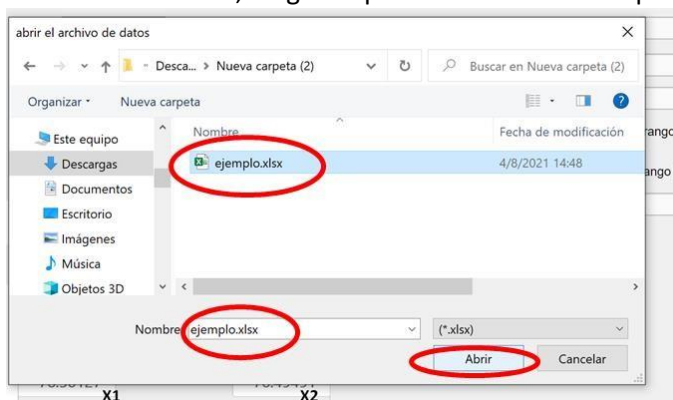 abrir el archivo de datos
Desca... > Nueva carpeta (2)
Buscar en Nueva carpeta (2)
Organizar
Nueva carpeta
Este equipo
Descargas
Documentos
Escritorio
Imágenes
Música
Objetos 3D
Nombre
Fecha de modificación
ejemplo.xlsx
4/8/2021 14:48
Nombre
ejemplo.xlsx
(*.xlsx)
Abrir
Cancelar
rango
ango
X1
X2